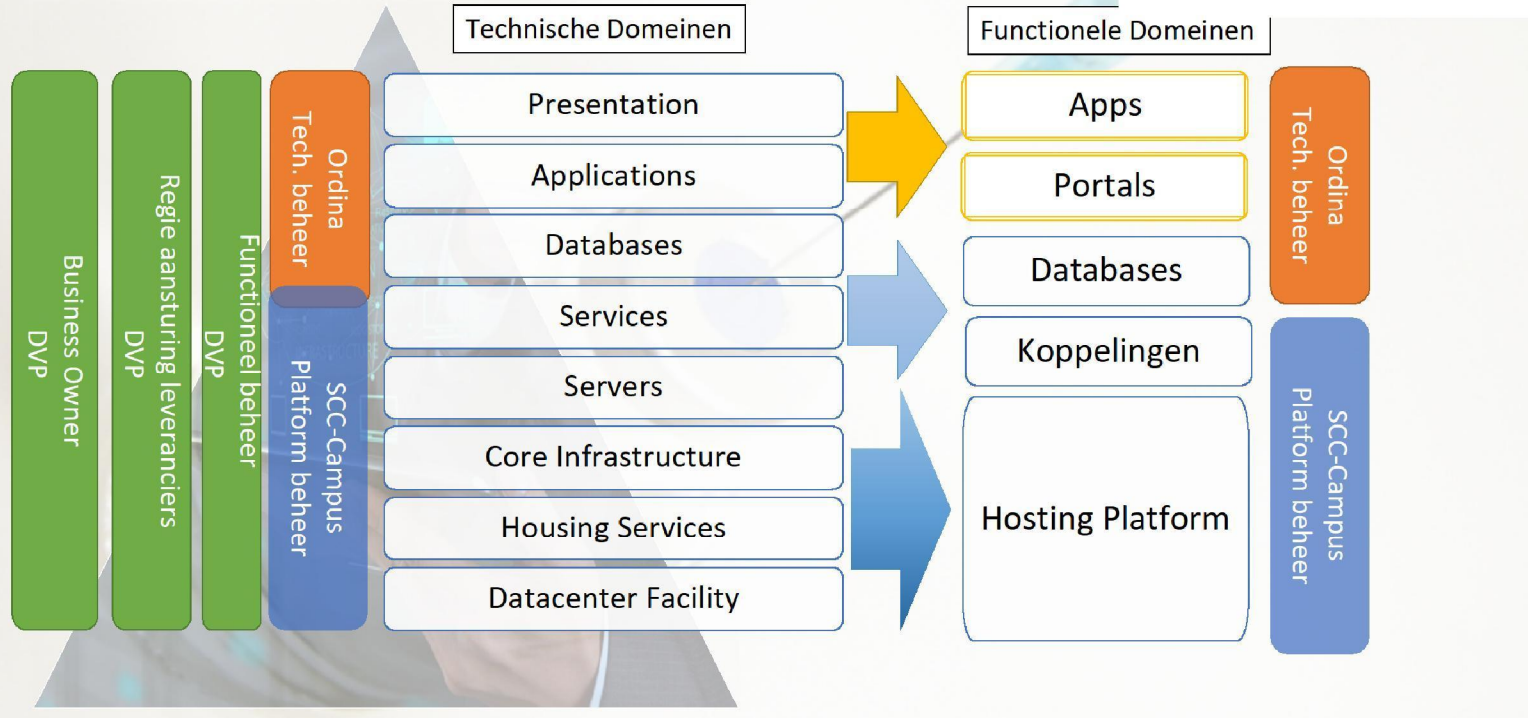 Technische Domeinen
Functionele Domeinen
Business Owner
DVP
Regie aansturing leveranciers
DVP
Functioneel beheer
DVP
Ordina
Tech. beheer
SCC-Campus
Platform beheer
Presentation
Applications
Databases
Services
Servers
Core Infrastructure
Housing Services
Datacenter Facility
Apps
Portals
Databases
Koppelingen
Hosting Platform
Ordina
Tech. beheer
SCC-Campus
Platform beheer